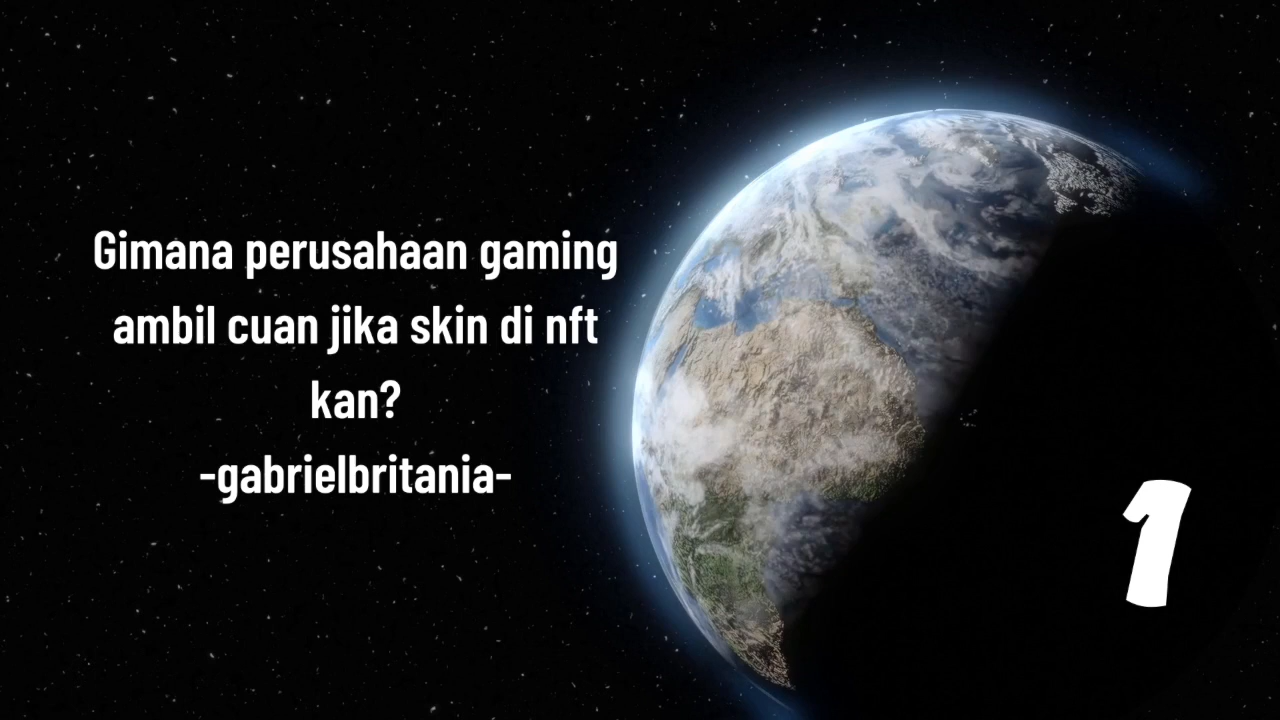 Gimana perusahaan gaming
ambil cuan jika skin di nft
kan?
-gabrielbritania-
1